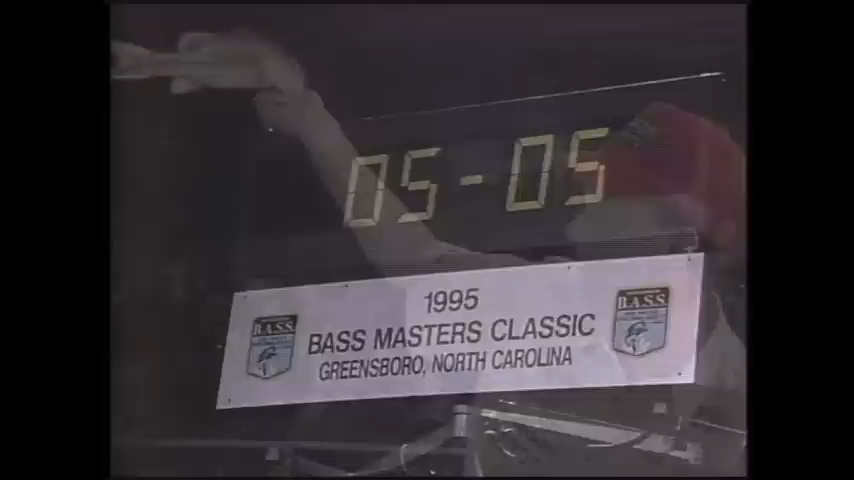 05-05
1995
BASS MASTERS CLASSIC
GREENSBORO, NORTH CAROLINA
B.A.S.S.
B.A.S.S.